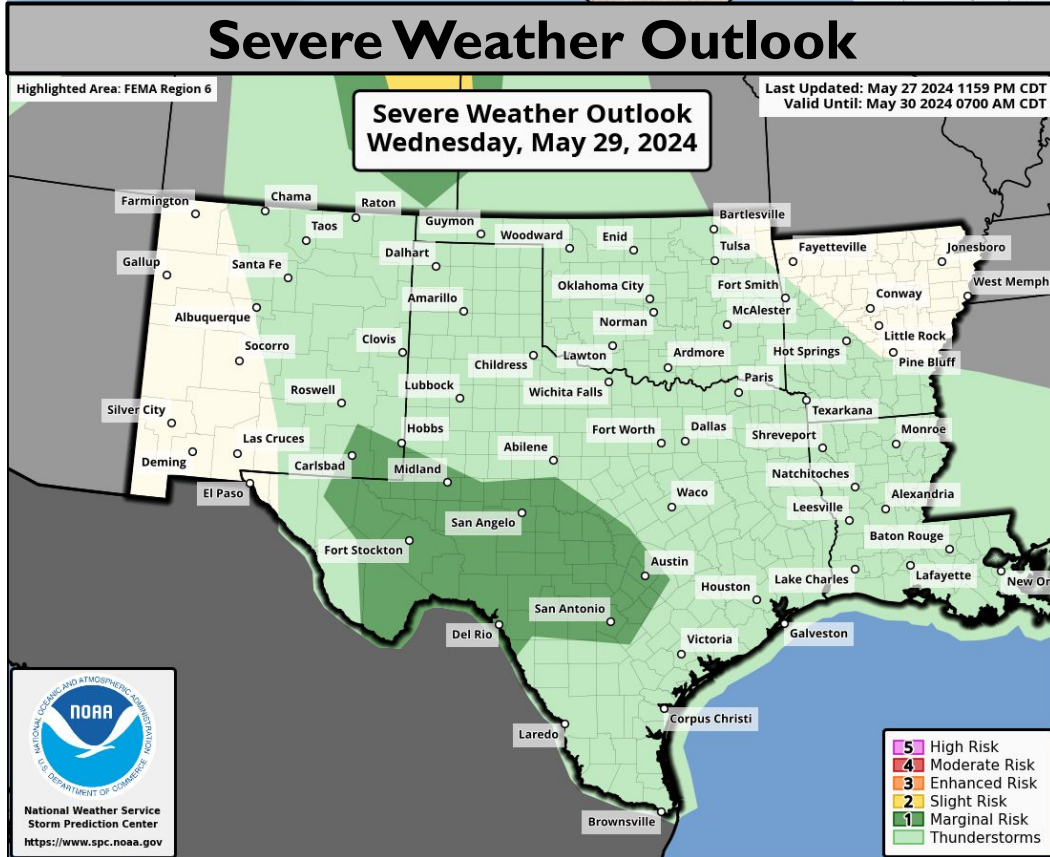 Severe Weather Outlook
Highlighted Area: FEMA Region 6
Last Updated: May 27 2024 1159 PM CDT
Valid Until: May 30 2024 0700 AM CDT
Severe Weather Outlook
Wednesday, May 29, 2024
Farmington
Chama
Raton
Taos
Guymon
Woodward
Enid
Bartlesville
Tulsa
Fayetteville
Jonesboro
Gallup
Santa Fe
Dalhart
Oklahoma City
Fort Smith
West Memph
Albuquerque
Amarillo
Norman
McAlester
Conway
Socorro
Clovis
Childress
Lawton
Ardmore
Hot Springs
Little Rock
Pine Bluff
Roswell
Lubbock
Wichita Falls
Paris
Texarkana
Silver City
Las Cruces
Hobbs
Abilene
Fort Worth
Dallas
Shreveport
Monroe
Deming
Carlsbad
Midland
Natchitoches
El Paso
San Angelo
Waco
Leesville
Alexandria
Fort Stockton
Austin
Baton Rouge
Houston
Lake Charles
Lafayette
New Or
San Antonio
Del Rio
Victoria
Galveston
Laredo
Corpus Christi
Brownsville
NATIONAL OCEANIC AND ATMOSPHERIC ADMINISTRATION
NOAA
U.S. DEPARTMENT OF COMMERCE
National Weather Service
Storm Prediction Center
https://www.spc.noaa.gov
5 High Risk
4 Moderate Risk
3 Enhanced Risk
2 Slight Risk
1 Marginal Risk
Thunderstorms